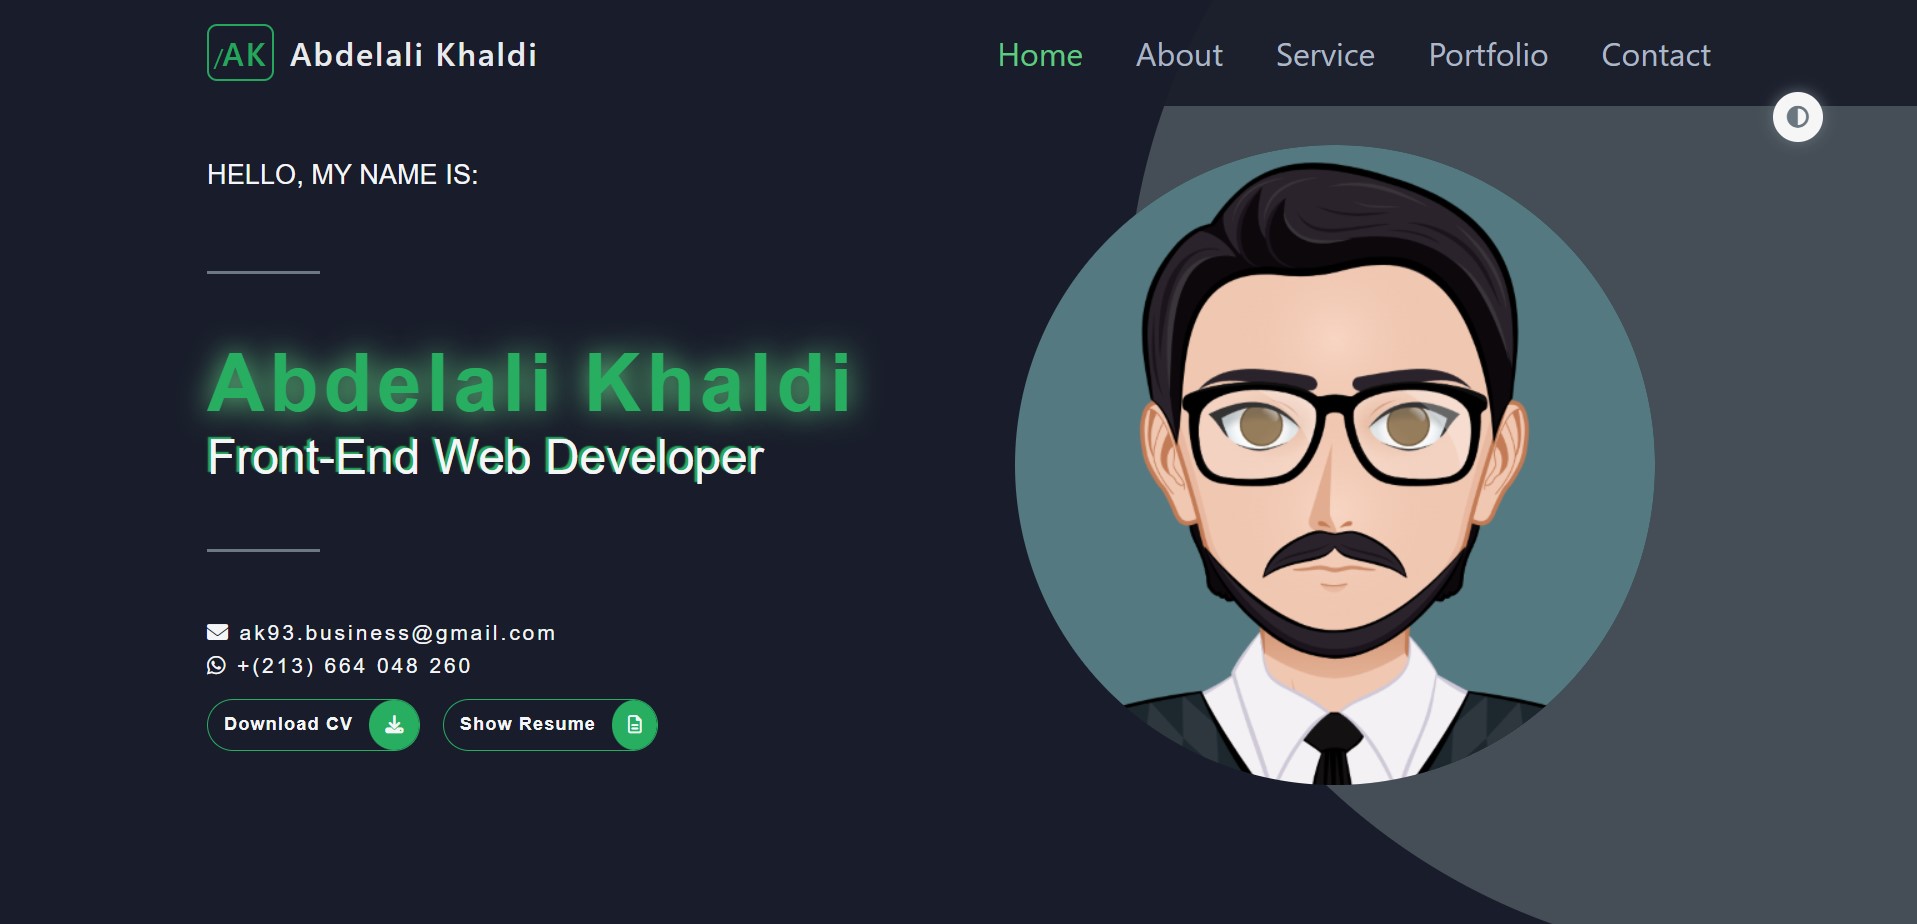 /AK Abdelali Khaldi
Home About Service Portfolio Contact
HELLO, MY NAME IS:
Abdelali Khaldi
Front-End Web Developer
ak93.business@gmail.com
+(213) 664 048 260
Download CV Show Resume